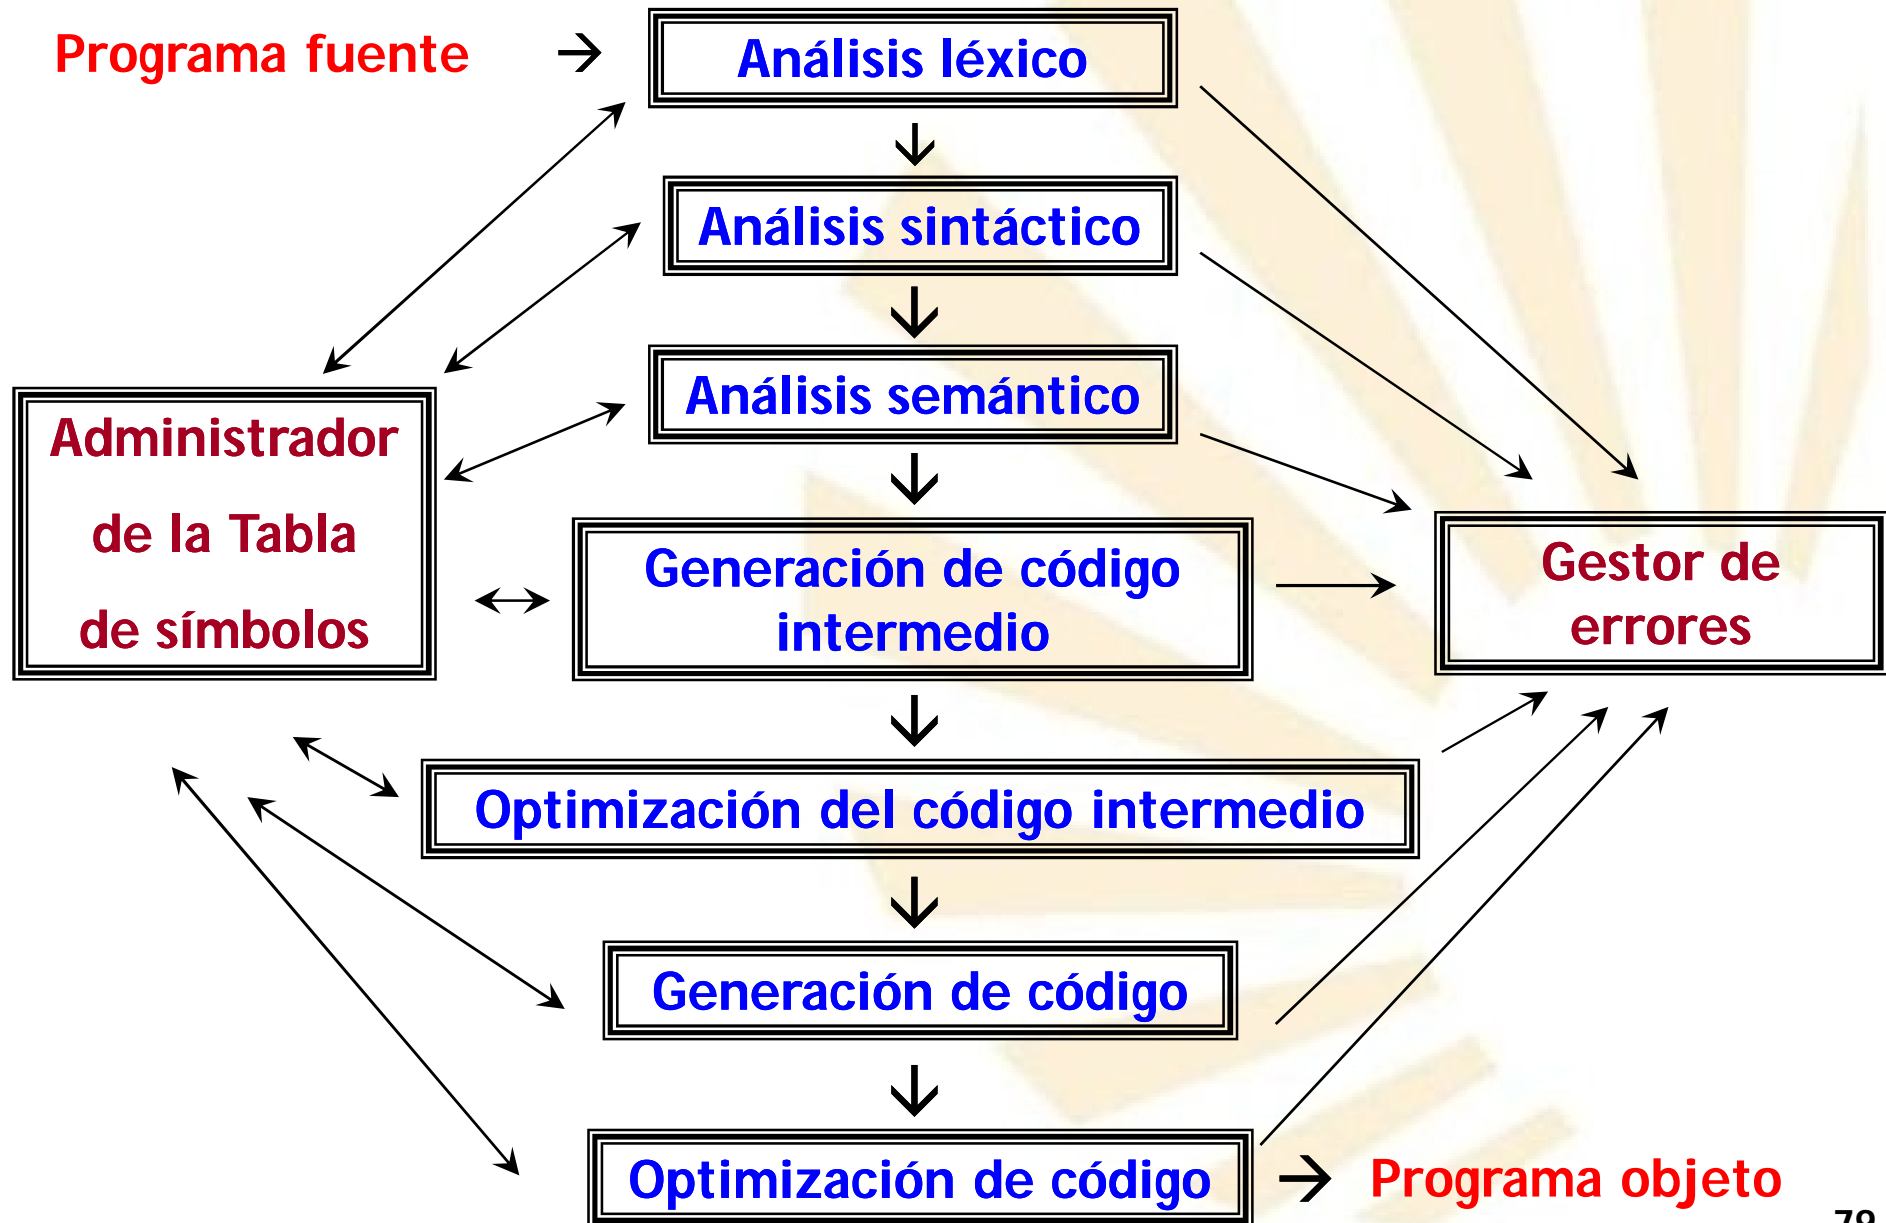 Programa fuente → Análisis léxico
Análisis sintáctico
Análisis semántico
Administrador
de la Tabla
de símbolos
Generación de código
intermedio
Gestor de
errores
Optimización del código intermedio
Generación de código
Optimización de código → Programa objeto